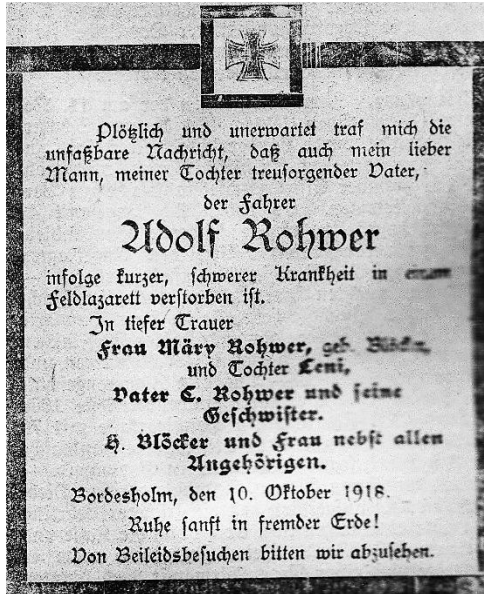 Plötzlich und unerwartet traf mich die
unfaßbare Nachricht, daß auch mein lieber
Mann, meiner Tochter treusorgender Vater,
der Fahrer
Adolf Rohwer
infolge kurzer, schwerer Krankheit in einem
Feldlazarett verstorben ist.
In tiefer Trauer
Frau Märy Rohwer, geb. Blöcker,
und Tochter Leni,
Vater C. Rohwer und seine
Geschwister.
H. Blöcker und Frau nebst allen
Angehörigen.
Bordesholm, den 10. Oktober 1918.
Ruhe sanft in fremder Erde!
Von Beileidsbesuchen bitten wir abzusehen.